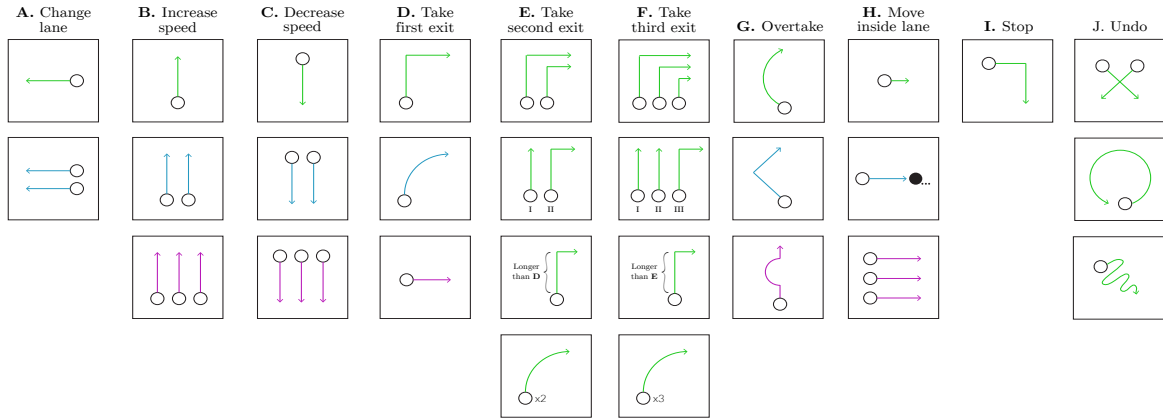 A. Change
lane
B. Increase
speed
C. Decrease
speed
D. Take
first exit
E. Take
second exit
F. Take
third exit
G. Overtake
H. Move
inside lane
I. Stop
J. Undo
I II
I II III
...
Longer
than D
Longer
than E
x2
x3